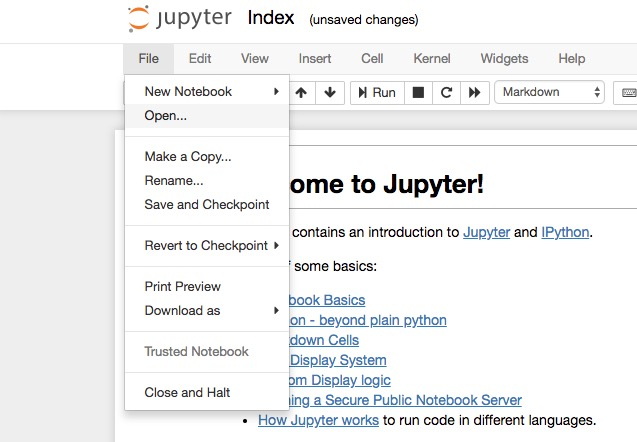 jupyter Index (unsaved changes)
File Edit View Insert Cell Kernel Widgets Help
Run Markdown
New Notebook
Open...
Make a Copy...
Rename...
Save and Checkpoint
Revert to Checkpoint
Print Preview
Download as
Trusted Notebook
Close and Halt
ome to Jupyter!
contains an introduction to Jupyter and IPython.
some basics:
book Basics
on - beyond plain python
down Cells
Display System
om Display logic
ing a Secure Public Notebook Server
How Jupyter works to run code in different languages.